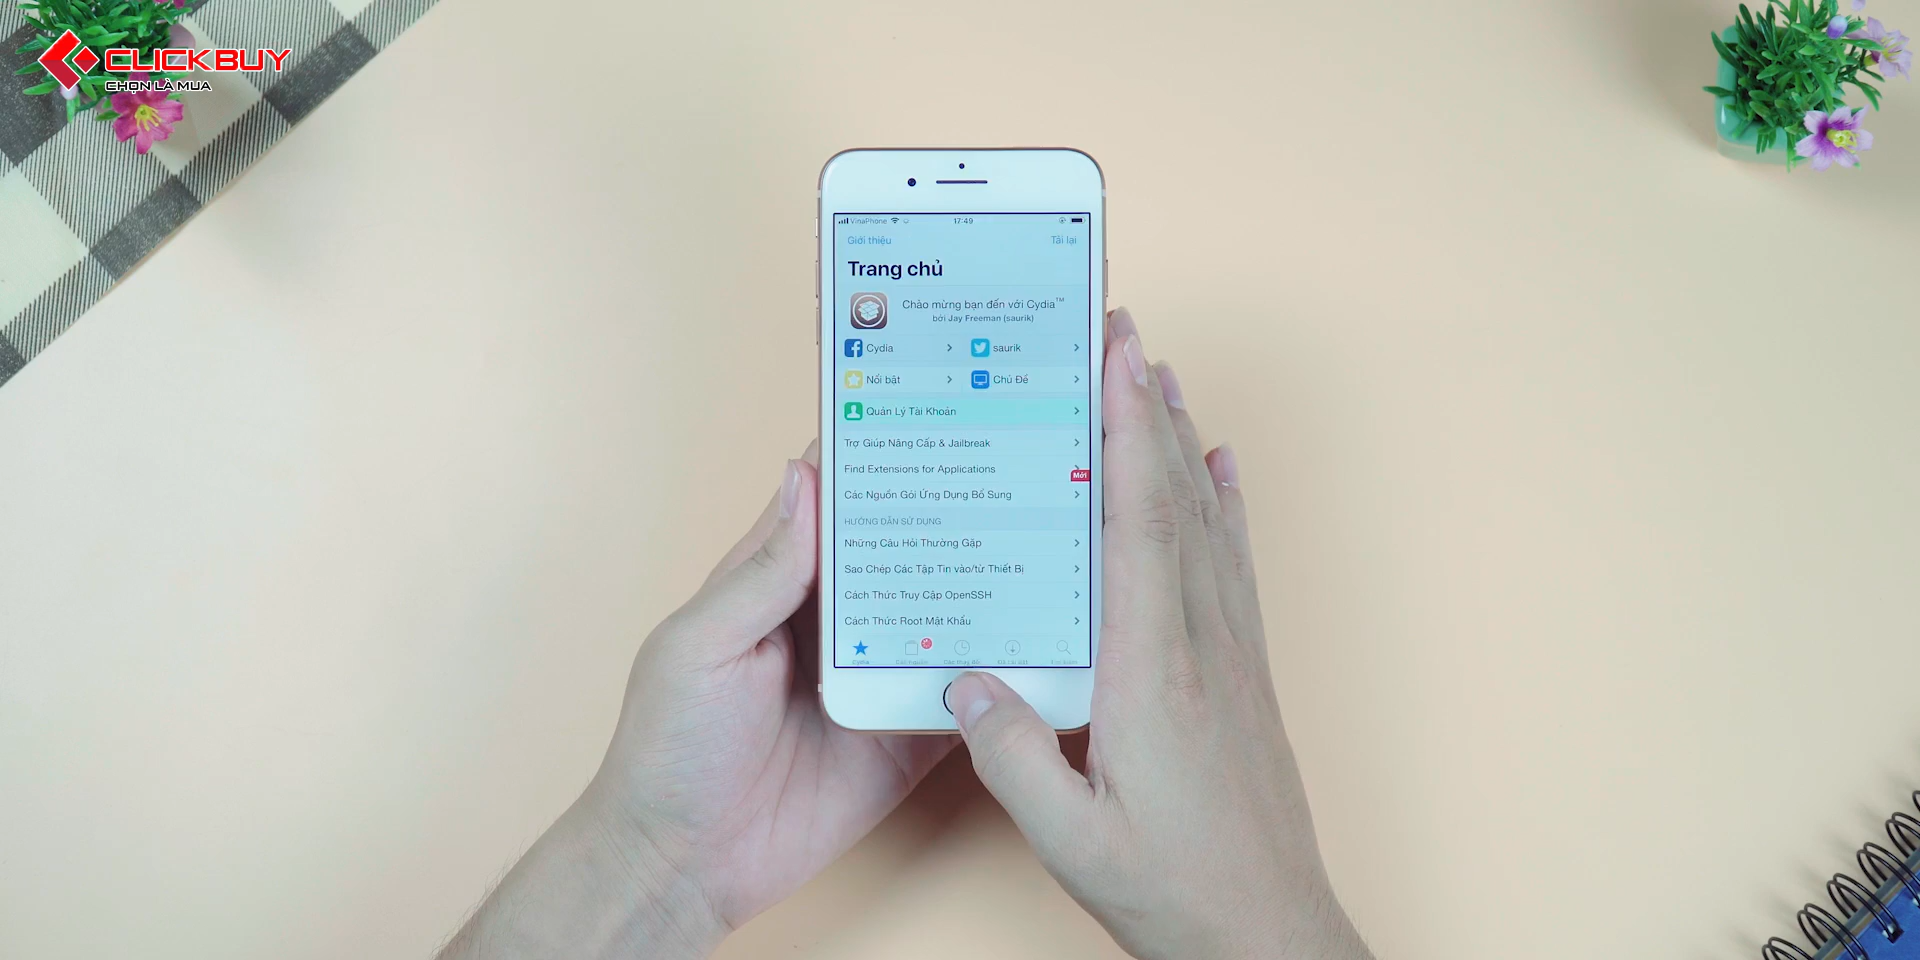 CLICKBUY
CHỌN LÀ MUA
VinaPhone 17:49
Giới thiệu Tải lại
Trang chủ
Chào mừng bạn đến với Cydia™
bởi Jay Freeman (saurik)
Cydia saurik
Nổi bật Chủ Đề
Quản Lý Tài Khoản
Trợ Giúp Nâng Cấp & Jailbreak
Find Extensions for Applications
Mới
Các Nguồn Gói Ứng Dụng Bổ Sung
HƯỚNG DẪN SỬ DỤNG
Những Câu Hỏi Thường Gặp
Sao Chép Các Tập Tin vào/từ Thiết Bị
Cách Thức Truy Cập OpenSSH
Cách Thức Root Mật Khẩu
Cydia